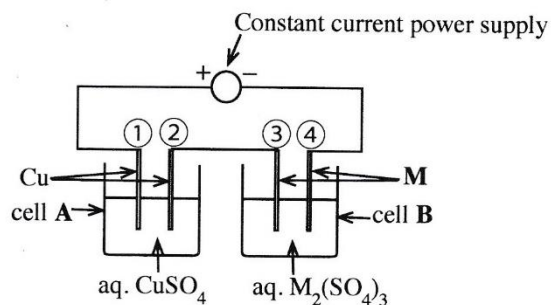 Constant current power supply
+ −
① ② ③ ④
Cu M
cell A cell B
aq. CuSO₄ aq. M₂(SO₄)₃